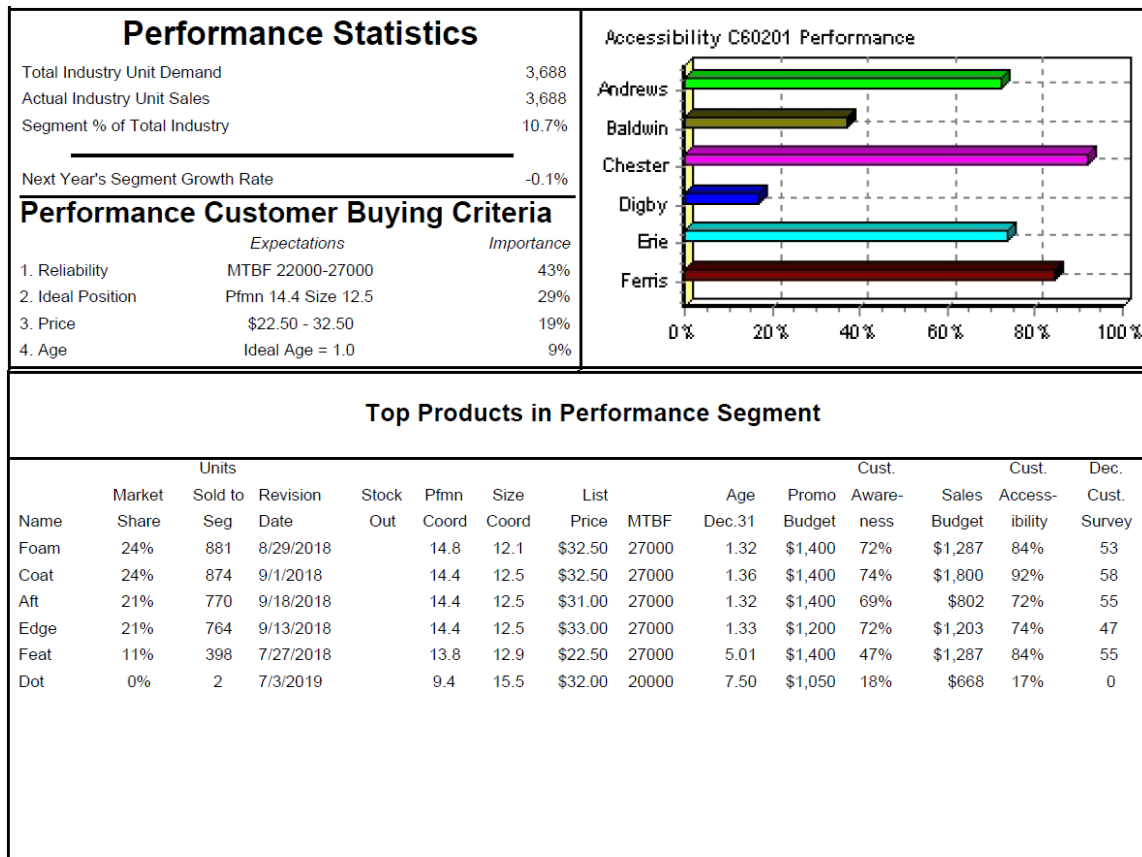 Performance Statistics
Total Industry Unit Demand 3,688
Actual Industry Unit Sales 3,688
Segment % of Total Industry 10.7%
Next Year's Segment Growth Rate -0.1%
Performance Customer Buying Criteria
Expectations Importance
1. Reliability MTBF 22000-27000 43%
2. Ideal Position Pfmn 14.4 Size 12.5 29%
3. Price $22.50 - 32.50 19%
4. Age Ideal Age = 1.0 9%
Accessibility C60201 Performance
Andrews
Baldwin
Chester
Digby
Erie
Ferris
0% 20% 40% 60% 80% 100%
Top Products in Performance Segment
Units Cust. Cust. Dec.
Market Sold to Revision Stock Pfmn Size List Age Promo Aware- Sales Access- Cust.
Name Share Seg Date Out Coord Coord Price MTBF Dec.31 Budget ness Budget ibility Survey
Foam 24% 881 8/29/2018 14.8 12.1 $32.50 27000 1.32 $1,400 72% $1,287 84% 53
Coat 24% 874 9/1/2018 14.4 12.5 $32.50 27000 1.36 $1,400 74% $1,800 92% 58
Aft 21% 770 9/18/2018 14.4 12.5 $31.00 27000 1.32 $1,400 69% $802 72% 55
Edge 21% 764 9/13/2018 14.4 12.5 $33.00 27000 1.33 $1,200 72% $1,203 74% 47
Feat 11% 398 7/27/2018 13.8 12.9 $22.50 27000 5.01 $1,400 47% $1,287 84% 55
Dot 0% 2 7/3/2019 9.4 15.5 $32.00 20000 7.50 $1,050 18% $668 17% 0